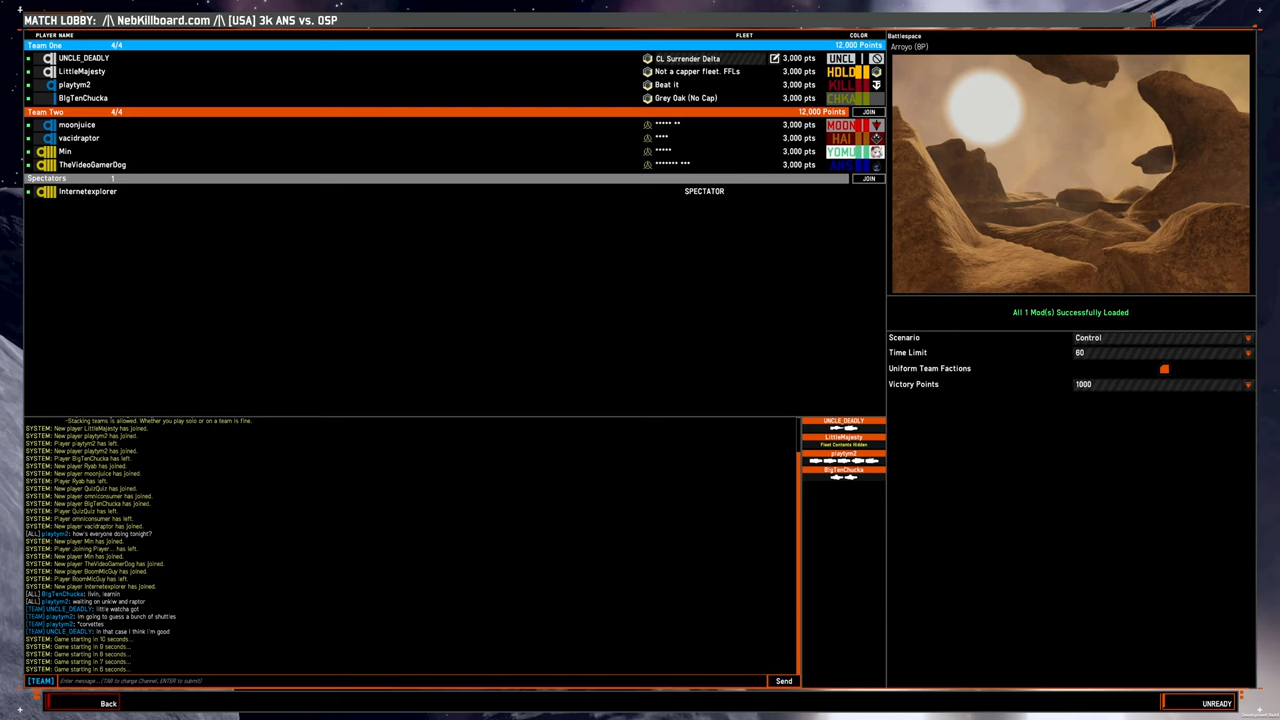 MATCH LOBBY: /|\ NebKillboard.com /|\ [USA] 3k ANS vs. OSP
PLAYER NAME FLEET COLOR
Team One 4/4 12,000 Points
UNCLE_DEADLY CL Surrender Delta 3,000 pts UNCL
LittleMajesty Not a capper fleet. FFLs 3,000 pts HOLD
playtym2 Beat it 3,000 pts KILL
BigTenChucka Grey Oak (No Cap) 3,000 pts CHKA
Team Two 4/4 12,000 Points JOIN
moonjuice ***** ** 3,000 pts MOON
vacidraptor **** 3,000 pts HAI
Min ***** 3,000 pts YOMU
TheVideoGamerDog ******* *** 3,000 pts ANS
Spectators 1 JOIN
Internetexplorer SPECTATOR
Battlespace
Arroyo (8P)
All 1 Mod(s) Successfully Loaded
Scenario Control
Time Limit 60
Uniform Team Factions
Victory Points 1000
-Stacking teams is allowed. Whether you play solo or on a team is fine.
SYSTEM: New player LittleMajesty has joined.
SYSTEM: New player playtym2 has joined.
SYSTEM: Player playtym2 has left.
SYSTEM: New player playtym2 has joined.
SYSTEM: Player BigTenChucka has left.
SYSTEM: New player Ryab has joined.
SYSTEM: New player moonjuice has joined.
SYSTEM: Player Ryab has left.
SYSTEM: New player QuizQuiz has joined.
SYSTEM: New player omniconsumer has joined.
SYSTEM: New player BigTenChucka has joined.
SYSTEM: Player QuizQuiz has left.
SYSTEM: Player omniconsumer has left.
SYSTEM: New player vacidraptor has joined.
[ALL] playtym2: how's everyone doing tonight?
SYSTEM: New player Min has joined.
SYSTEM: Player Joining Player... has left.
SYSTEM: New player Min has joined.
SYSTEM: New player TheVideoGamerDog has joined.
SYSTEM: New player BoomMicGuy has joined.
SYSTEM: Player BoomMicGuy has left.
SYSTEM: New player Internetexplorer has joined.
[ALL] BigTenChucka: livin, learnin
[ALL] playtym2: waiting on unkiw and raptor
[TEAM] UNCLE_DEADLY: little watcha got
[TEAM] playtym2: im going to guess a bunch of shuttles
[TEAM] playtym2: *corvettes
[TEAM] UNCLE_DEADLY: In that case I think I'm good
SYSTEM: Game starting in 10 seconds...
SYSTEM: Game starting in 9 seconds...
SYSTEM: Game starting in 8 seconds...
SYSTEM: Game starting in 7 seconds...
SYSTEM: Game starting in 6 seconds...
UNCLE_DEADLY
LittleMajesty
Fleet Contents Hidden
playtym2
BigTenChucka
[TEAM] Enter message... (TAB to change Channel, ENTER to submit) Send
Back UNREADY